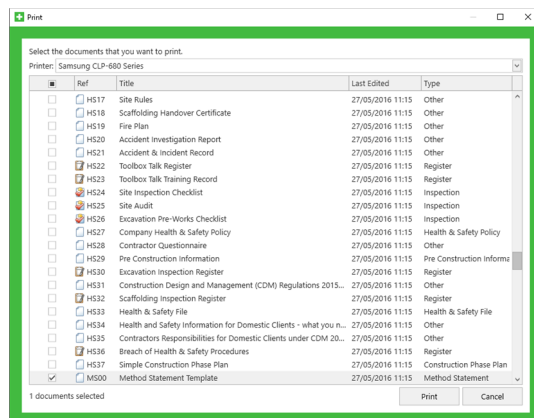 Print
Select the documents that you want to print.
Printer: Samsung CLP-680 Series
Ref Title Last Edited Type
HS17 Site Rules 27/05/2016 11:15 Other
HS18 Scaffolding Handover Certificate 27/05/2016 11:15 Other
HS19 Fire Plan 27/05/2016 11:15 Other
HS20 Accident Investigation Report 27/05/2016 11:15 Other
HS21 Accident & Incident Record 27/05/2016 11:15 Other
HS22 Toolbox Talk Register 27/05/2016 11:15 Register
HS23 Toolbox Talk Training Record 27/05/2016 11:15 Register
HS24 Site Inspection Checklist 27/05/2016 11:15 Inspection
HS25 Site Audit 27/05/2016 11:15 Inspection
HS26 Excavation Pre-Works Checklist 27/05/2016 11:15 Inspection
HS27 Company Health & Safety Policy 27/05/2016 11:15 Health & Safety Policy
HS28 Contractor Questionnaire 27/05/2016 11:15 Other
HS29 Pre Construction Information 27/05/2016 11:15 Pre Construction Informa
HS30 Excavation Inspection Register 27/05/2016 11:15 Register
HS31 Construction Design and Management (CDM) Regulations 2015... 27/05/2016 11:15 Other
HS32 Scaffolding Inspection Register 27/05/2016 11:15 Register
HS33 Health & Safety File 27/05/2016 11:15 Health & Safety File
HS34 Health and Safety Information for Domestic Clients - what you n... 27/05/2016 11:15 Other
HS35 Contractors Responsibilities for Domestic Clients under CDM 20... 27/05/2016 11:15 Other
HS36 Breach of Health & Safety Procedures 27/05/2016 11:15 Register
HS37 Simple Construction Phase Plan 27/05/2016 11:15 Construction Phase Plan
MS00 Method Statement Template 27/05/2016 11:15 Method Statement
1 documents selected Print Cancel